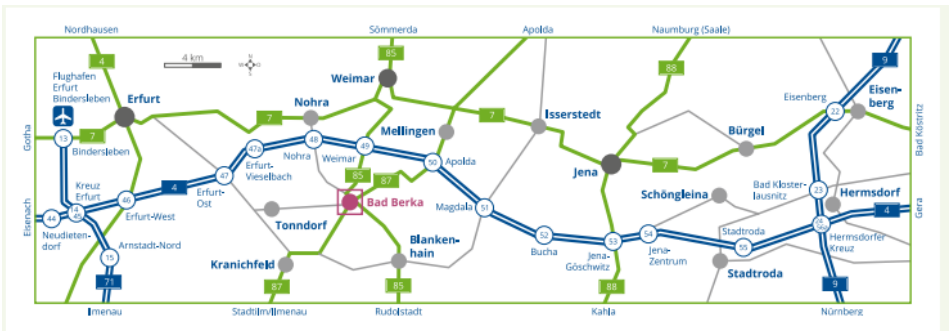 Nordhausen
Sömmerda
Apolda
Naumburg (Saale)
4 km
85
9
4
Flughafen
Erfurt
Bindersleben
Weimar
88
Erfurt
Nohra
Eisenberg
22
Eisen-
berg
7
7
Isserstedt
Mellingen
Bürgel
Gotha
13
7
Bindersleben
47a
48
49
Erfurt-
Vieselbach
Nohra
Weimar
50
Apolda
Jena
7
Bad Köstritz
Kreuz
Erfurt
4
47
85
87
Schöngleina
Bad Kloster-
lausnitz
23
Hermsdorf
46
Erfurt-
Ost
Bad Berka
Magdala
51
Eisenach
44
14
45
Erfurt-West
Tonndorf
4
Gera
Neudieten-
dorf
Arnstadt-Nord
Blanken-
hain
52
Bucha
53
54
Stadtroda
55
24
56a
Hermsdorfer
Kreuz
15
Kranichfeld
Jena-
Göschwitz
Jena-
Zentrum
Stadtroda
71
87
85
88
9
Ilmenau
Stadtilm/Ilmenau
Rudolstadt
Kahla
Nürnberg